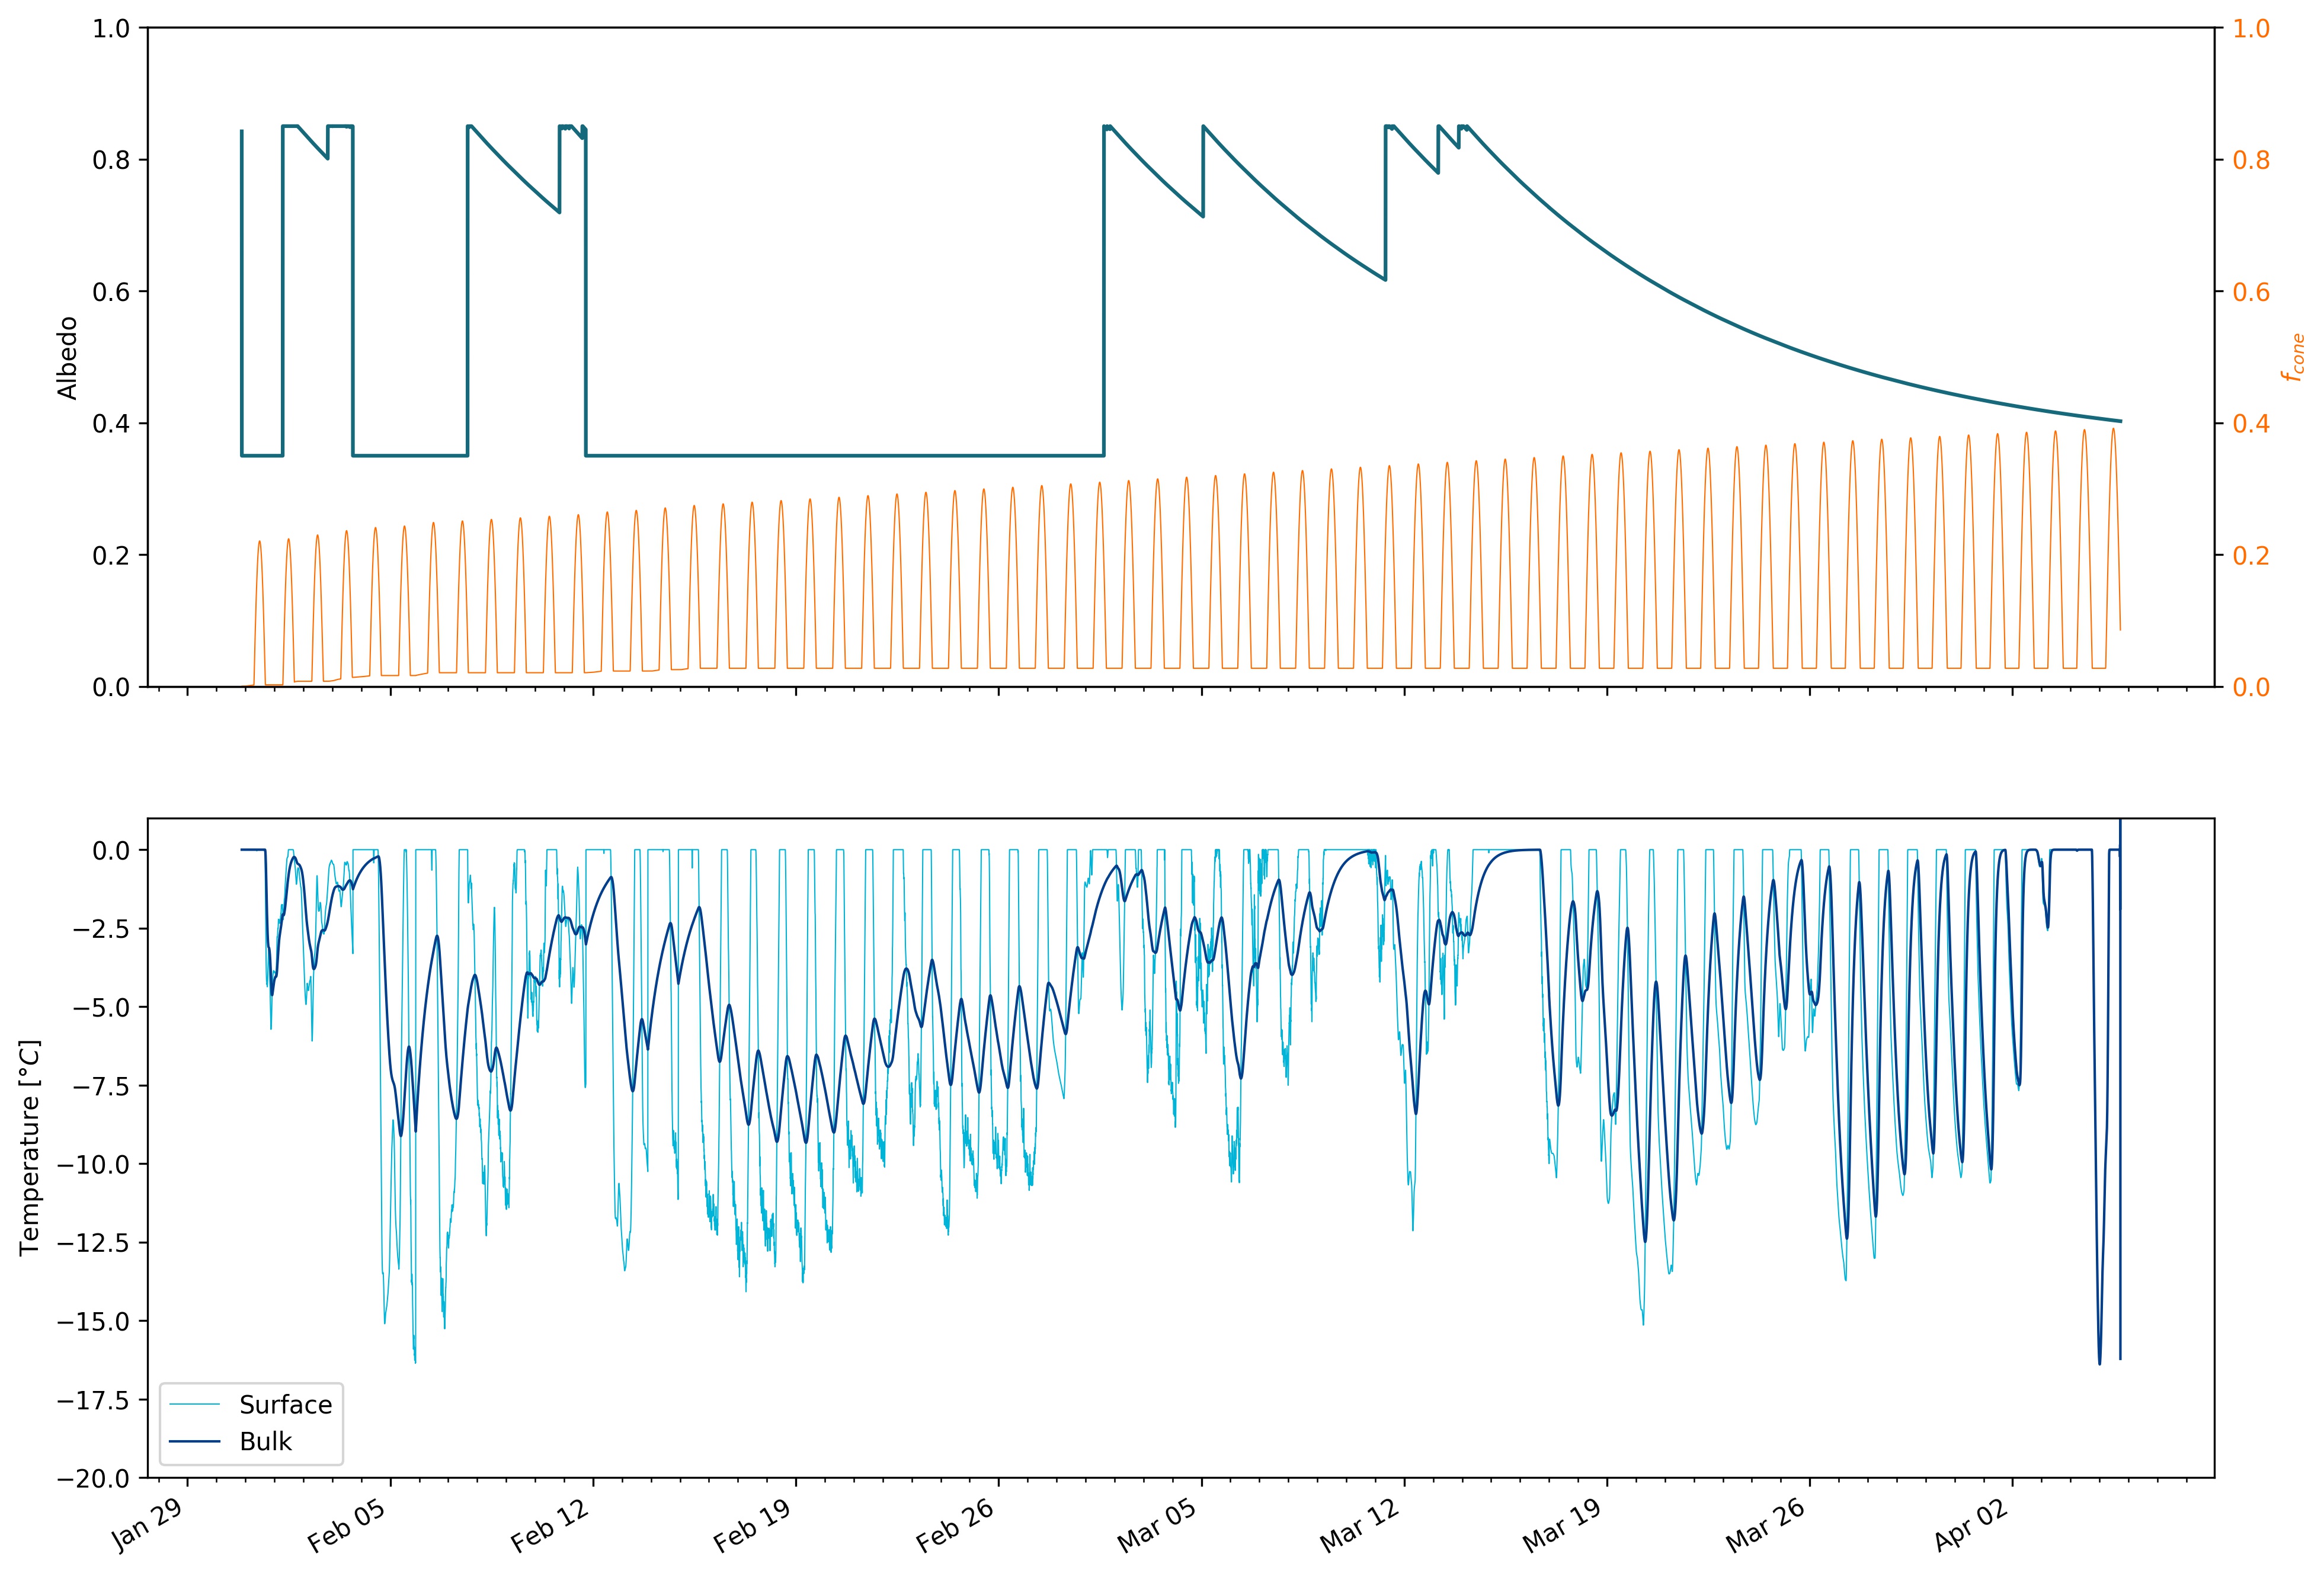 1.0
0.8
0.6
0.4
0.2
0.0
Albedo
1.0
0.8
0.6
0.4
0.2
0.0
f_cone
0.0
−2.5
−5.0
−7.5
−10.0
−12.5
−15.0
−17.5
−20.0
Temperature [°C]
Surface
Bulk
Jan 29
Feb 05
Feb 12
Feb 19
Feb 26
Mar 05
Mar 12
Mar 19
Mar 26
Apr 02